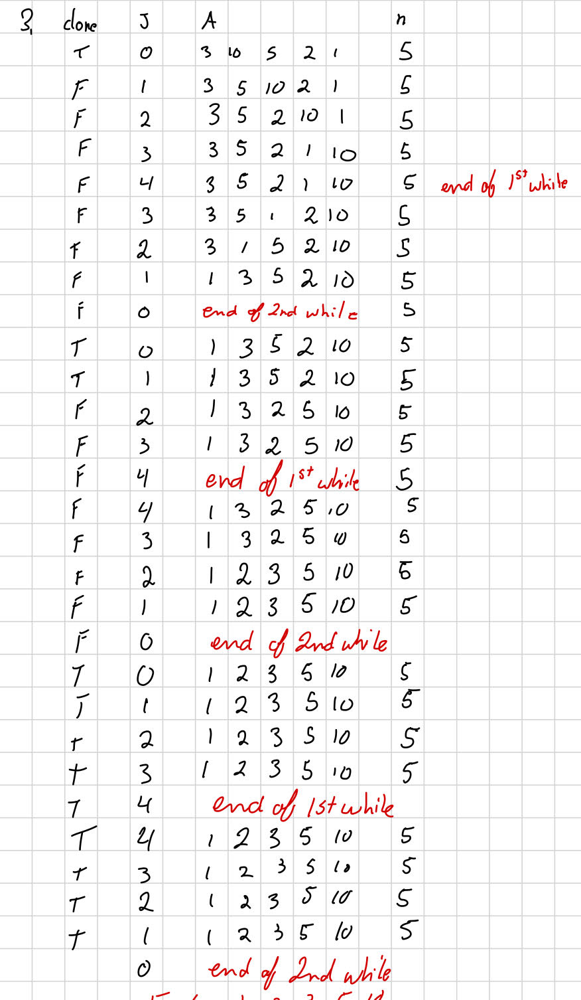 3. done J A n
T 0 3 10 5 2 1 5
F 1 3 5 10 2 1 5
F 2 3 5 2 10 1 5
F 3 3 5 2 1 10 5
F 4 3 5 2 1 10 5 end of 1st while
F 3 3 5 1 2 10 5
F 2 3 1 5 2 10 5
F 1 1 3 5 2 10 5
F 0 end of 2nd while 5
T 0 1 3 5 2 10 5
T 1 1 3 5 2 10 5
F 2 1 3 2 5 10 5
F 3 1 3 2 5 10 5
F 4 end of 1st while 5
F 4 1 3 2 5 10 5
F 3 1 3 2 5 10 5
F 2 1 2 3 5 10 5
F 1 1 2 3 5 10 5
F 0 end of 2nd while
T 0 1 2 3 5 10 5
T 1 1 2 3 5 10 5
T 2 1 2 3 5 10 5
T 3 1 2 3 5 10 5
T 4 end of 1st while
T 4 1 2 3 5 10 5
T 3 1 2 3 5 10 5
T 2 1 2 3 5 10 5
T 1 1 2 3 5 10 5
0 end of 2nd while